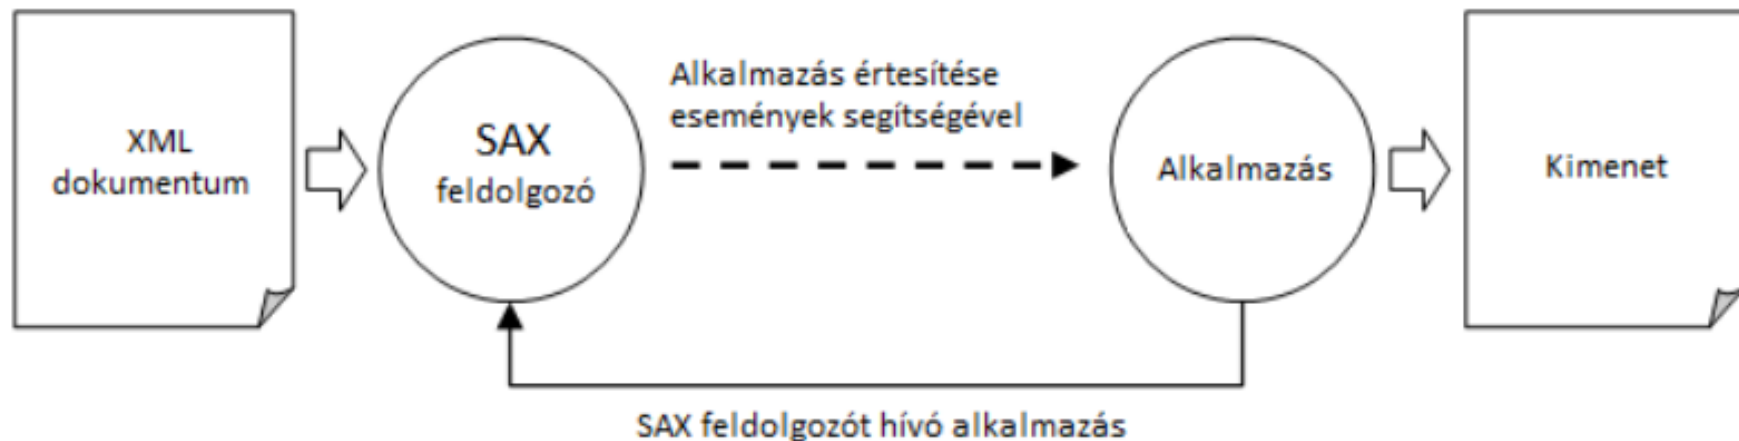 XML
dokumentum
SAX
feldolgozó
Alkalmazás értesítése
események segítségével
Alkalmazás
Kimenet
SAX feldolgozót hívó alkalmazás